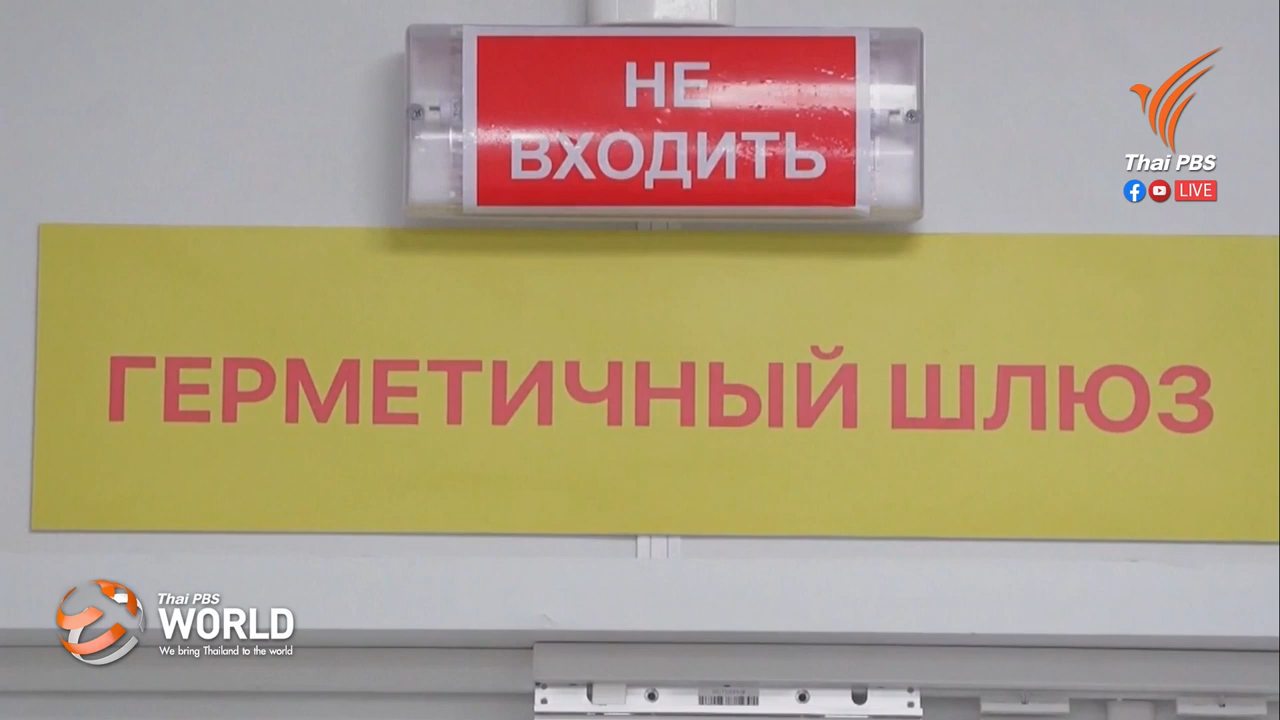 НЕ
ВХОДИТЬ
Thai PBS
LIVE
ГЕРМЕТИЧНЫЙ ШЛЮЗ
Thai PBS
WORLD
We bring Thailand to the world